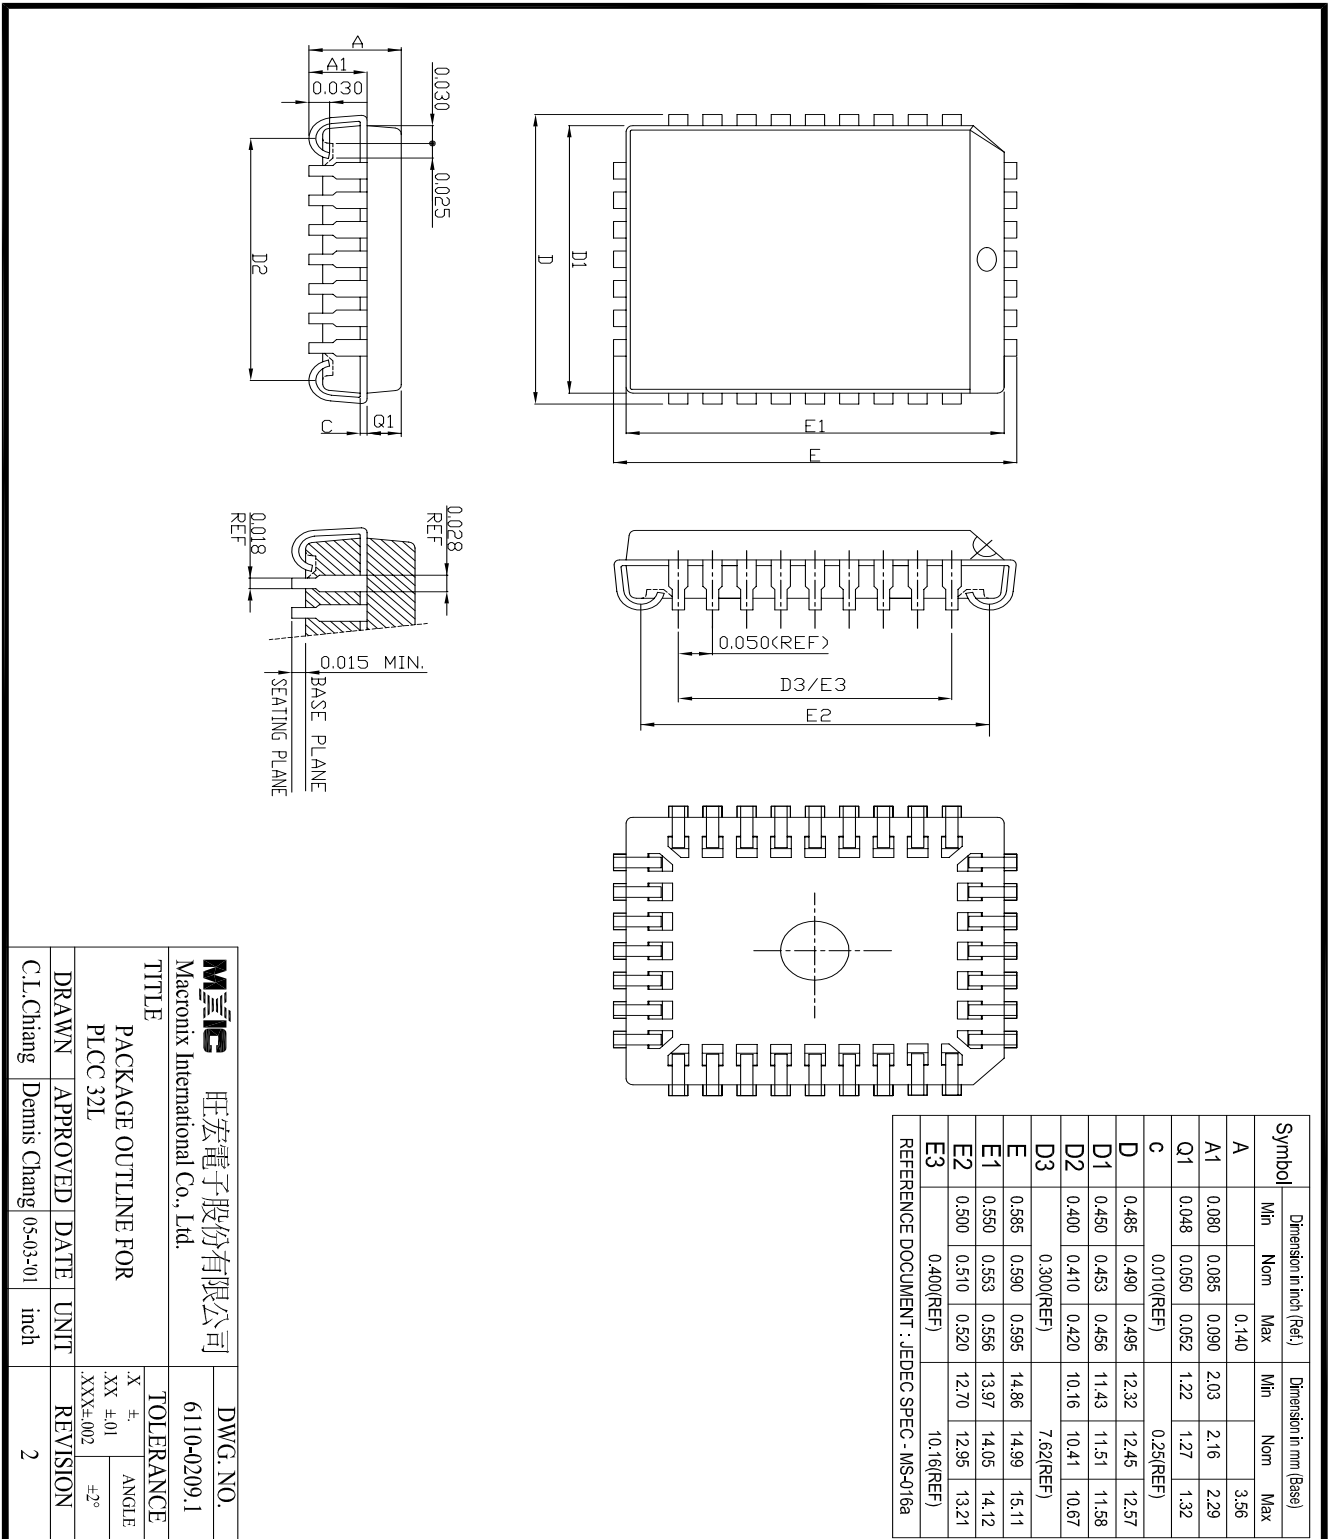 A
A1
0.030
0.030
0.025
D2
C
Q1
D
D1
E1
E
0.018
REF
0.028
REF
0.015 MIN.
BASE PLANE
SEATING PLANE
0.050(REF)
D3/E3
E2
Symbol Dimension in inch (Ref.) Dimension in mm (Base)
Min Nom Max Min Nom Max
A 0.140 3.56
A1 0.080 0.085 0.090 2.03 2.16 2.29
Q1 0.048 0.050 0.052 1.22 1.27 1.32
C 0.010(REF) 0.25(REF)
D 0.485 0.490 0.495 12.32 12.45 12.57
D1 0.450 0.453 0.456 11.43 11.51 11.58
D2 0.400 0.410 0.420 10.16 10.41 10.67
D3 0.300(REF) 7.62(REF)
E 0.585 0.590 0.595 14.86 14.99 15.11
E1 0.550 0.553 0.556 13.97 14.05 14.12
E2 0.500 0.510 0.520 12.70 12.95 13.21
E3 0.400(REF) 10.16(REF)
REFERENCE DOCUMENT : JEDEC SPEC - MS-016a
MXIC 旺宏電子股份有限公司
Macronix International Co., Ltd.
DWG. NO.
6110-0209.1
TITLE
PACKAGE OUTLINE FOR
PLCC 32L
TOLERANCE
.X ±.
.XX ±.01
.XXX±.002
ANGLE
±2°
DRAWN APPROVED DATE UNIT REVISION
C.L.Chiang Dennis Chang 05-03-'01 inch 2